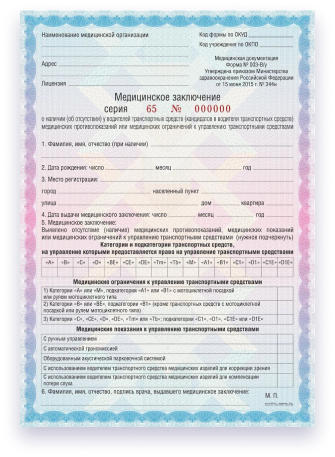 Наименование медицинской организации
Код формы по ОКУД
Код учреждения по ОКПО
Медицинская документация
Адрес
Форма № 003-В/у
Утверждена приказом Министерства
здравоохранения Российской Федерации
Лицензия
от 15 июня 2015 г. № 344н
Медицинское заключение
серия 65 № 000000
о наличии (об отсутствии) у водителей транспортных средств (кандидатов в водители транспортных средств)
медицинских противопоказаний или медицинских ограничений к управлению транспортными средствами
1. Фамилия, имя, отчество (при наличии)
2. Дата рождения: число месяц год
3. Место регистрации:
город населенный пункт
улица дом квартира
4. Дата выдачи медицинского заключения: число месяц год
5. Медицинское заключение:
Выявлено отсутствие (наличие) медицинских противопоказаний, медицинских показаний
или медицинских ограничений к управлению транспортными средствами (нужное подчеркнуть)
Категории и подкатегории транспортных средств,
на управление которыми предоставляется право на управление транспортными средствами
«A» «B» «C» «D» «BE» «CE» «DE» «Tm» «Tb» «M» «A1» «B1» «C1» «D1» «C1E» «D1E»
Медицинские ограничения к управлению транспортными средствами
1) Категории «A» или «M», подкатегории «A1» или «B1» с мотоциклетной посадкой
или рулем мотоциклетного типа
2) Категории «B» или «BE», подкатегории «B1» (кроме транспортных средств с мотоциклетной
посадкой или рулем мотоциклетного типа)
3) Категории «C», «CE», «D», «DE», «Tm» или «Tb»; подкатегории «C1», «D1», «C1E» или «D1E»
Медицинские показания к управлению транспортными средствами
С ручным управлением
С автоматической трансмиссией
Оборудованным акустической парковочной системой
С использованием водителем транспортного средства медицинских изделий для коррекции зрения
С использованием водителем транспортного средства медицинских изделий для компенсации
потери слуха
6. Фамилия, имя, отчество, подпись врача, выдавшего медицинское заключение:
М. П.